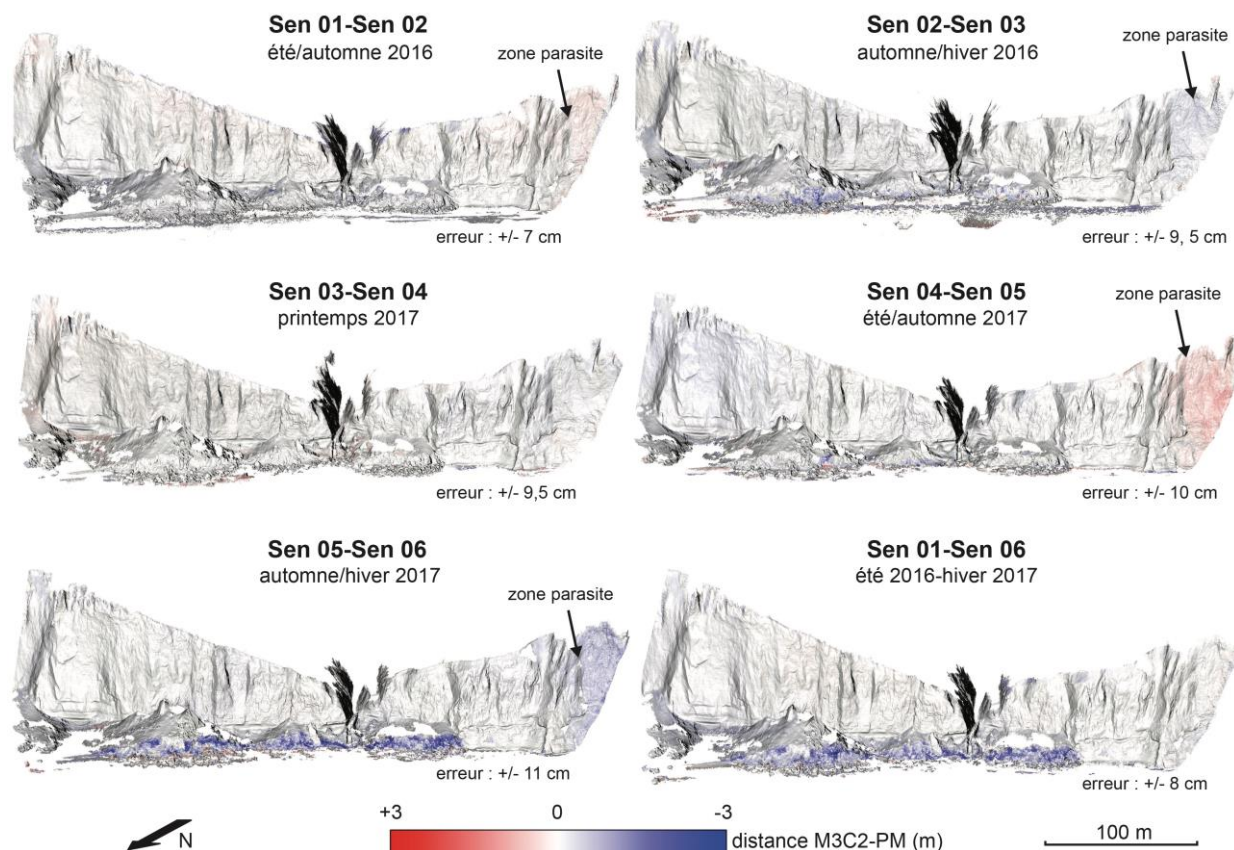 Sen 01-Sen 02
été/automne 2016
zone parasite
erreur : +/- 7 cm
Sen 02-Sen 03
automne/hiver 2016
zone parasite
erreur : +/- 9, 5 cm
Sen 03-Sen 04
printemps 2017
erreur : +/- 9,5 cm
Sen 04-Sen 05
été/automne 2017
zone parasite
erreur : +/- 10 cm
Sen 05-Sen 06
automne/hiver 2017
zone parasite
erreur : +/- 11 cm
Sen 01-Sen 06
été 2016-hiver 2017
erreur : +/- 8 cm
N
+3 0 -3
distance M3C2-PM (m)
100 m